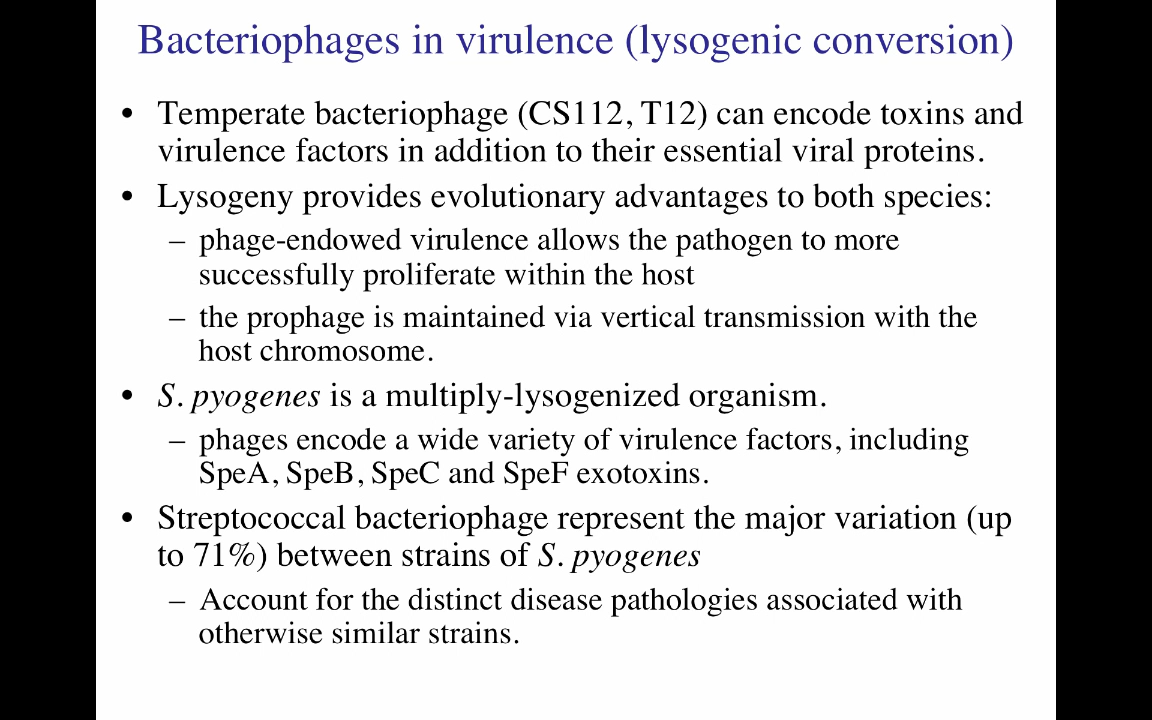 Bacteriophages in virulence (lysogenic conversion)
• Temperate bacteriophage (CS112, T12) can encode toxins and
virulence factors in addition to their essential viral proteins.
• Lysogeny provides evolutionary advantages to both species:
– phage-endowed virulence allows the pathogen to more
successfully proliferate within the host
– the prophage is maintained via vertical transmission with the
host chromosome.
• S. pyogenes is a multiply-lysogenized organism.
– phages encode a wide variety of virulence factors, including
SpeA, SpeB, SpeC and SpeF exotoxins.
• Streptococcal bacteriophage represent the major variation (up
to 71%) between strains of S. pyogenes
– Account for the distinct disease pathologies associated with
otherwise similar strains.